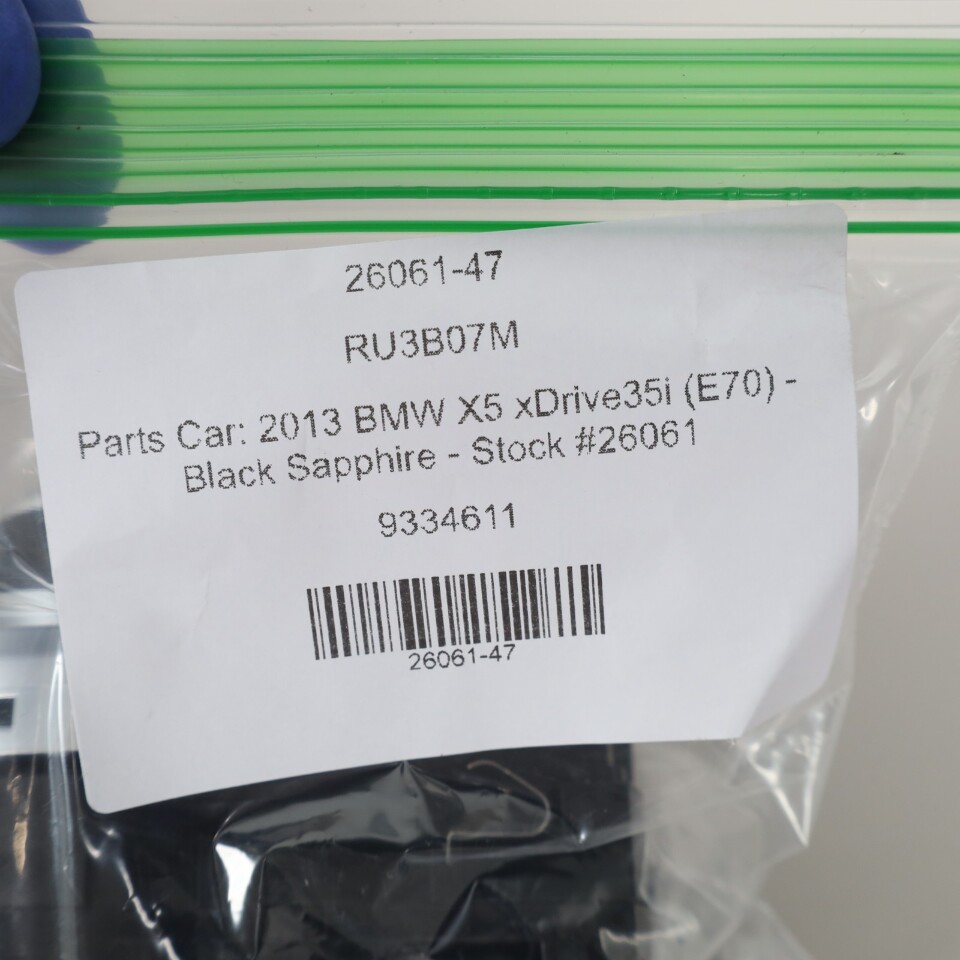 26061-47
RU3B07M
Parts Car: 2013 BMW X5 xDrive35i (E70) -
Black Sapphire - Stock #26061
9334611
26061-47